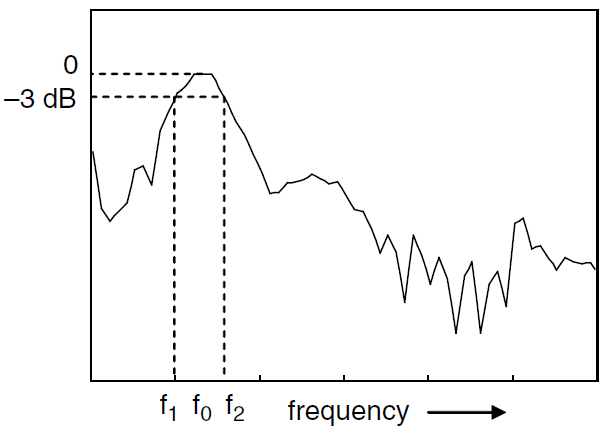 0
–3 dB
f₁ f₀ f₂ frequency